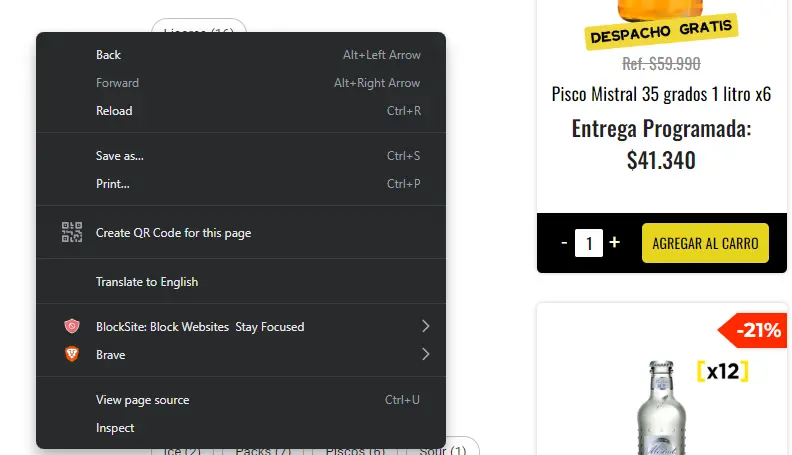 Licores (16)
Back Alt+Left Arrow
Forward Alt+Right Arrow
Reload Ctrl+R
Save as... Ctrl+S
Print... Ctrl+P
Create QR Code for this page
Translate to English
BlockSite: Block Websites Stay Focused
Brave
View page source Ctrl+U
Inspect
Ice (2) Packs (7) Piscos (6) Sour (1)
DESPACHO GRATIS
Ref. $59.990
Pisco Mistral 35 grados 1 litro x6
Entrega Programada:
$41.340
- 1 + AGREGAR AL CARRO
-21%
[x12]
Mistral